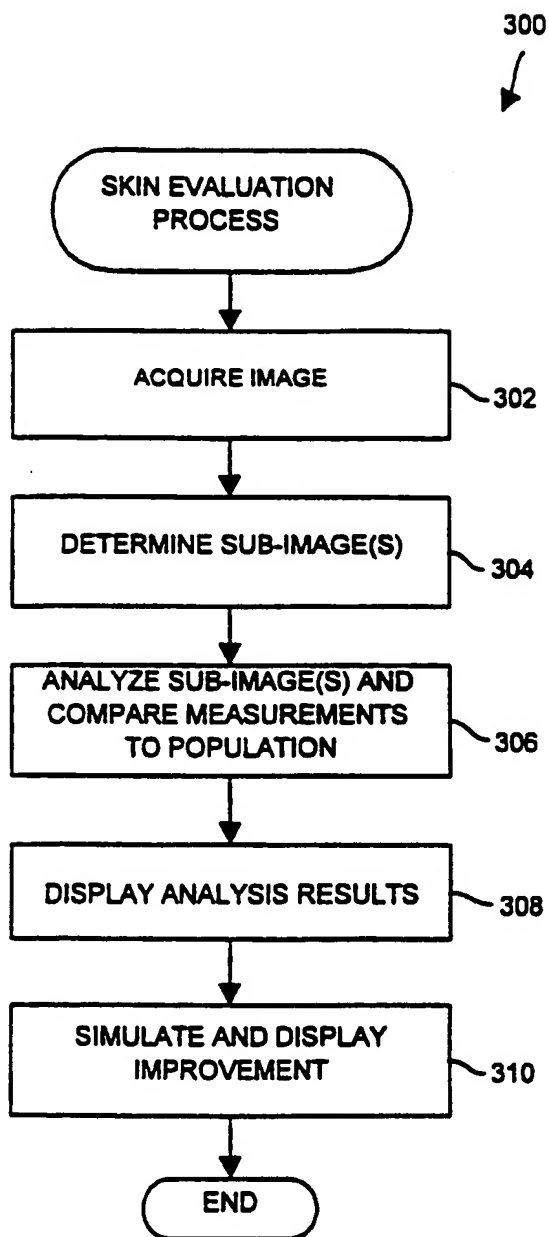 300
SKIN EVALUATION
PROCESS
ACQUIRE IMAGE
302
DETERMINE SUB-IMAGE(S)
304
ANALYZE SUB-IMAGE(S) AND
COMPARE MEASUREMENTS
TO POPULATION
306
DISPLAY ANALYSIS RESULTS
308
SIMULATE AND DISPLAY
IMPROVEMENT
310
END